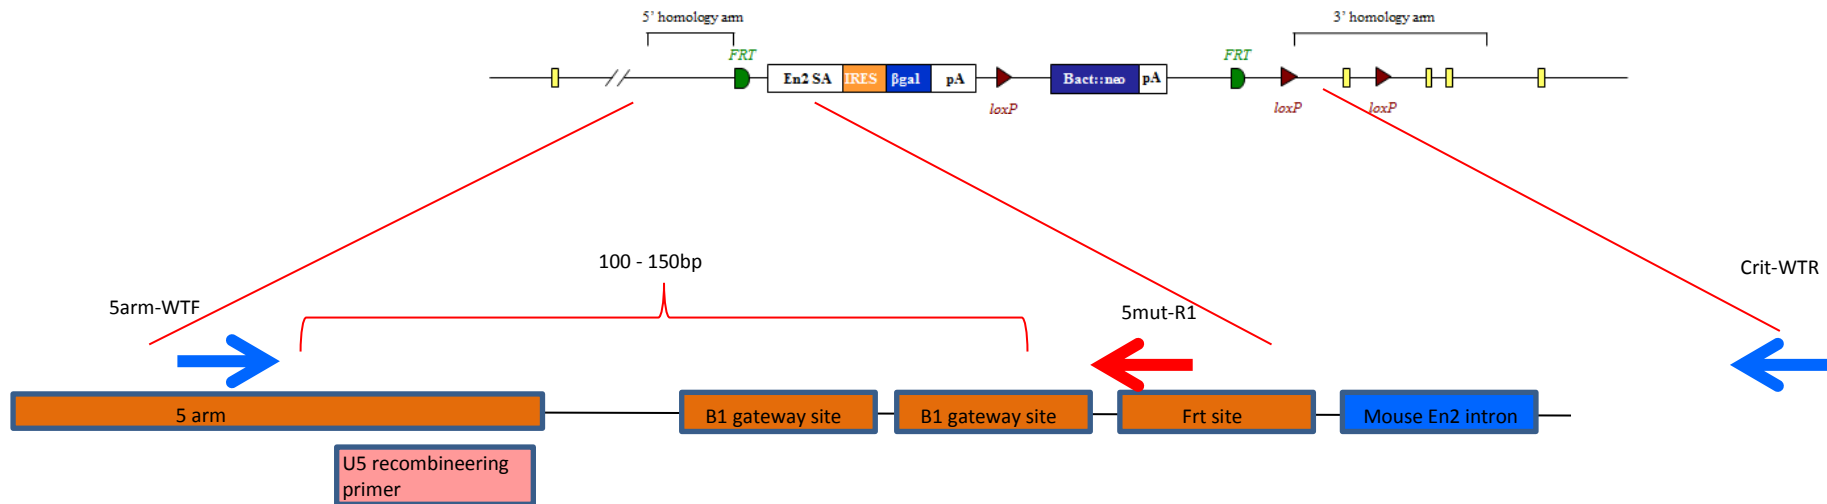 5' homology arm
3' homology arm
FRT
FRT
En2 SA
IRES
βgal
pA
Bact::neo
pA
loxP
loxP
loxP
100 - 150bp
Crit-WTR
5arm-WTF
5mut-R1
5 arm
B1 gateway site
B1 gateway site
Frt site
Mouse En2 intron
U5 recombineering
primer